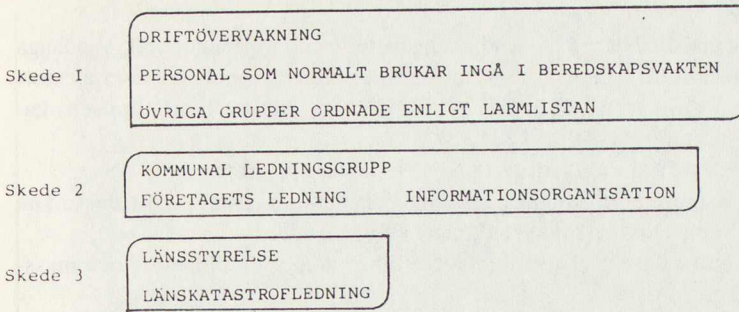 DRIFTÖVERVAKNING
Skede I PERSONAL SOM NORMALT BRUKAR INGÅ I BEREDSKAPSVAKTEN
ÖVRIGA GRUPPER ORDNADE ENLIGT LARMLISTAN
KOMMUNAL LEDNINGSGRUPP
Skede 2
FÖRETAGETS LEDNING INFORMATIONSORGANISATION
LÄNSSTYRELSE
Skede 3
LÄNSKATASTROFLEDNING